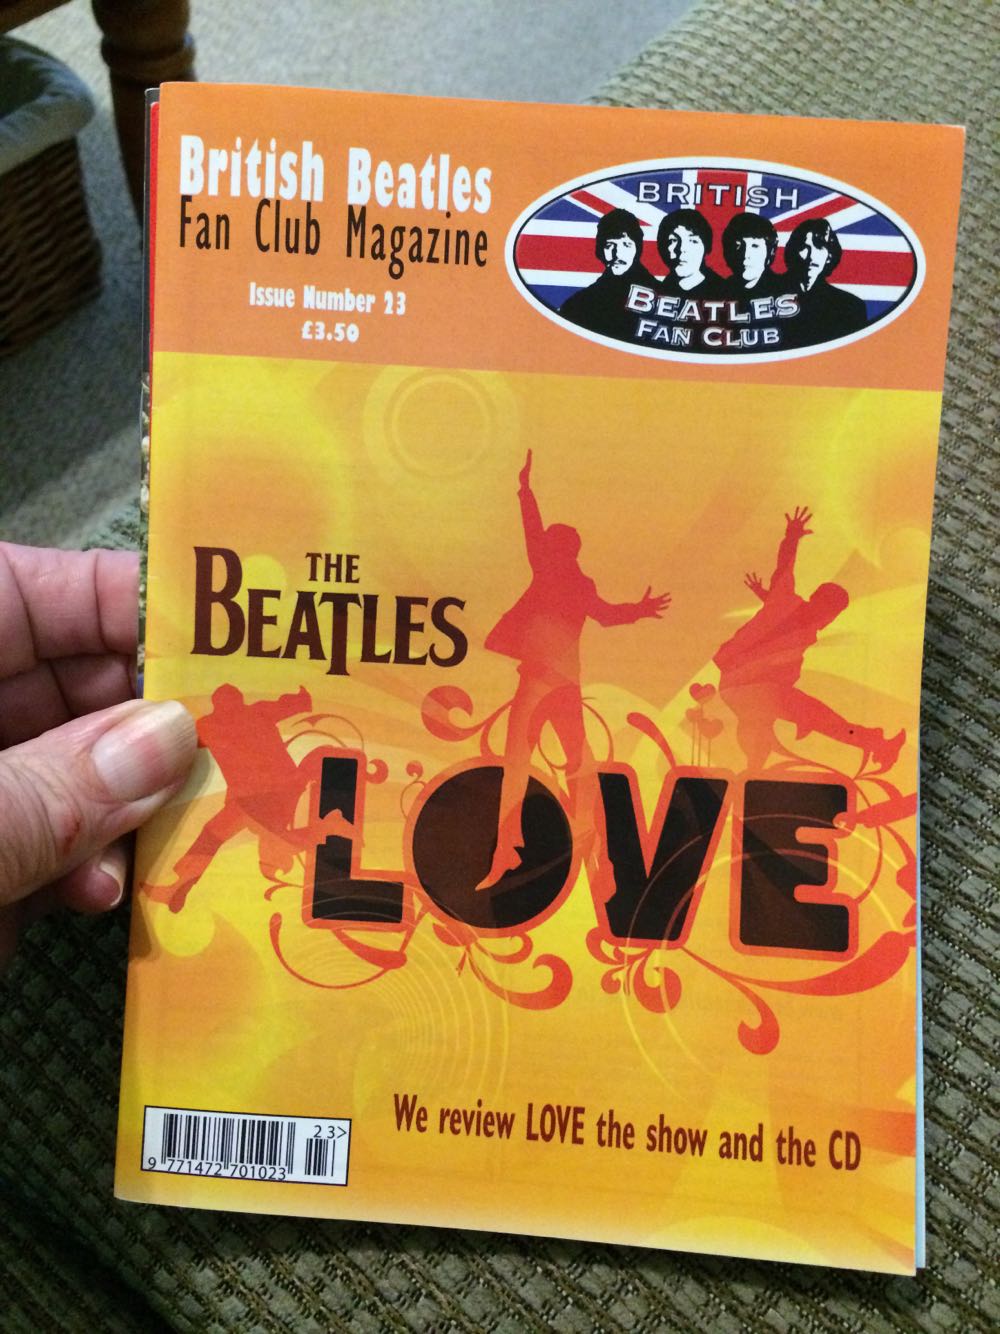 British Beatles
Fan Club Magazine
Issue Number 23
£3.50
BRITISH
BEATLES
FAN CLUB
THE
BEATLES
LOVE
We review LOVE the show and the CD
23>
9 771472 701023